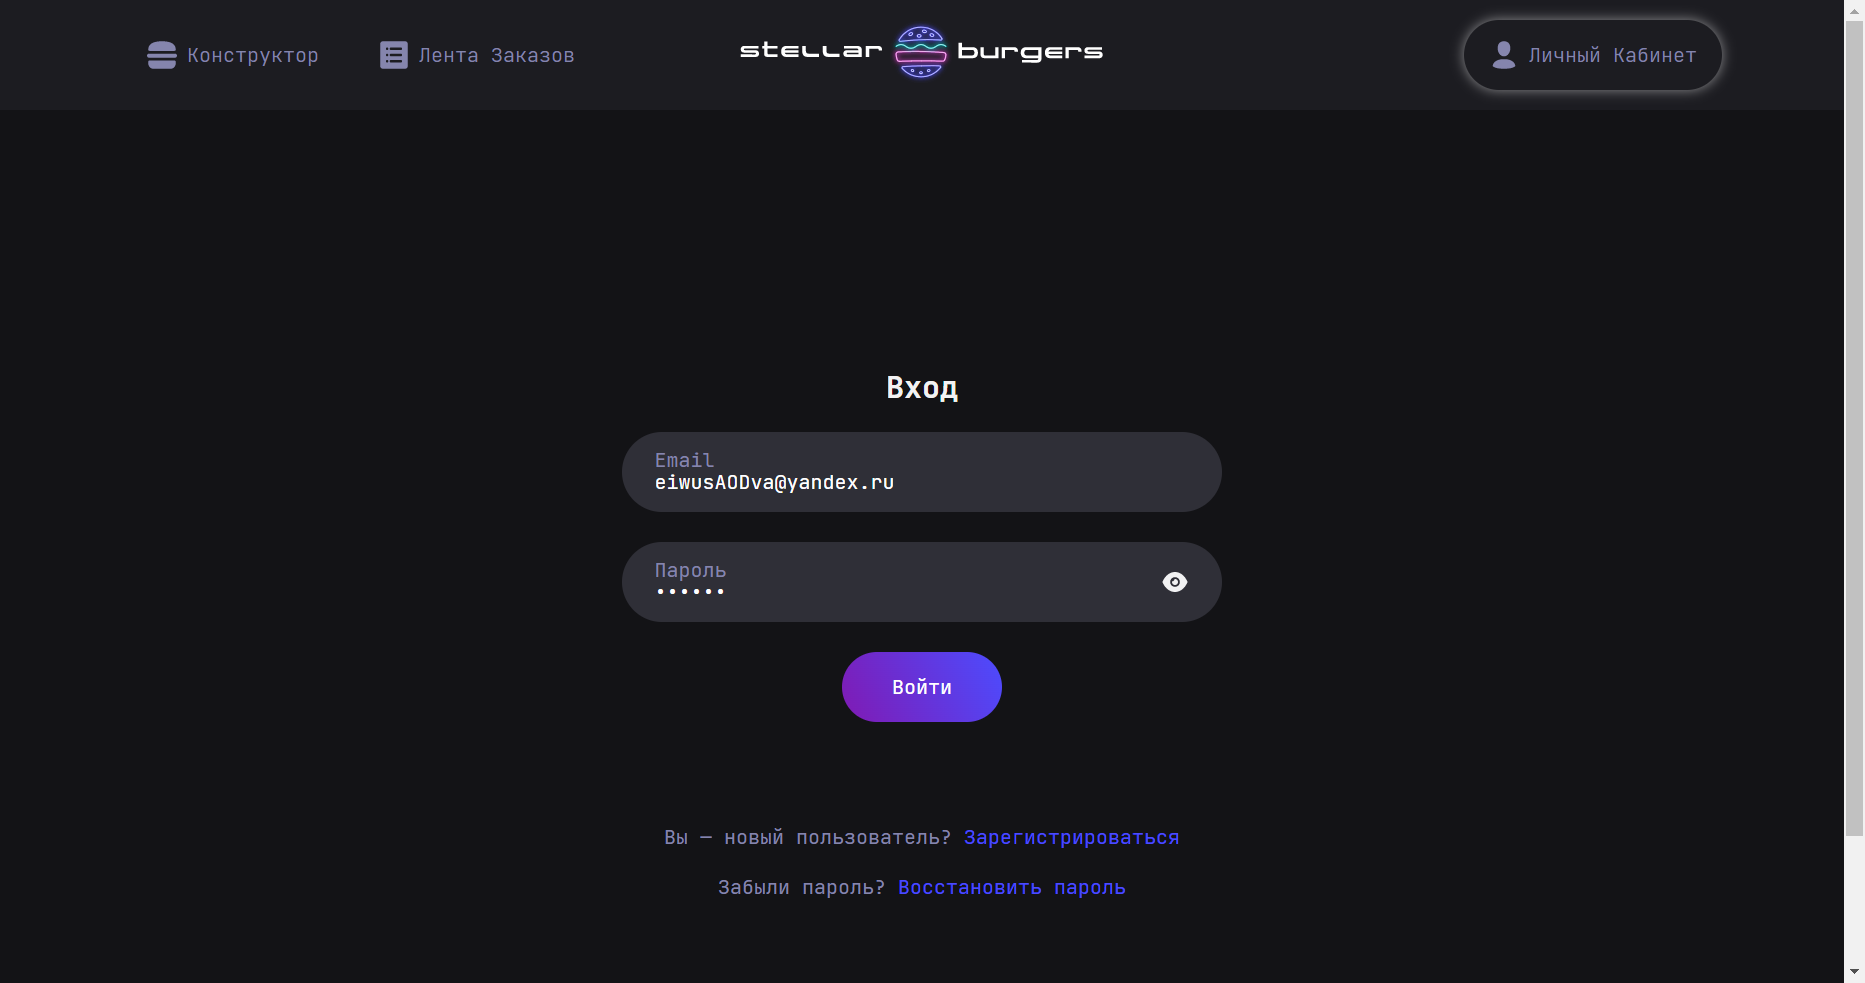 Конструктор
Лента Заказов
stellar burgers
Личный Кабинет
Вход
Email
eiwusAODva@yandex.ru
Пароль
••••••
Войти
Вы — новый пользователь? Зарегистрироваться
Забыли пароль? Восстановить пароль